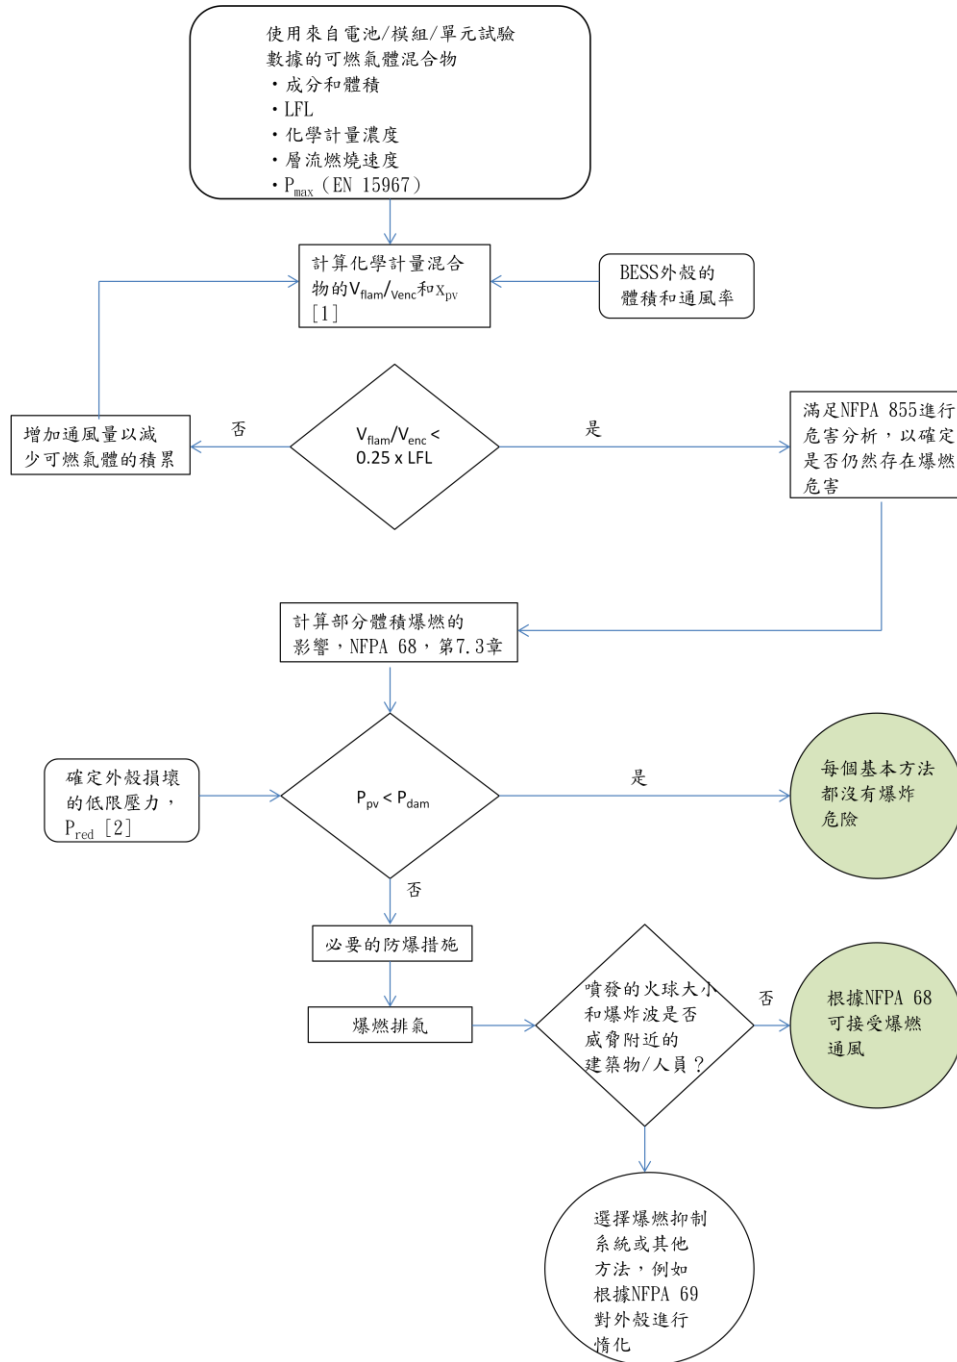 使用來自電池/模組/單元試驗
數據的可燃氣體混合物
・成分和體積
・LFL
・化學計量濃度
・層流燃燒速度
・Pmax (EN 15967)
計算化學計量混合
物的Vflam/Venc和xpv
[1]
BESS外殼的
體積和通風率
增加通風量以減
少可燃氣體的積累
否
Vflam/Venc <
0.25 x LFL
是
滿足NFPA 855進行
危害分析，以確定
是否仍然存在爆燃
危害
計算部分體積爆燃的
影響，NFPA 68，第7.3章
確定外殼損壞
的低限壓力，
Pred [2]
Ppv < Pdam
是
每個基本方法
都沒有爆炸
危險
否
必要的防爆措施
爆燃排氣
噴發的火球大小
和爆炸波是否
威脅附近的
建築物/人員？
否
根據NFPA 68
可接受爆燃
通風
選擇爆燃抑制
系統或其他
方法，例如
根據NFPA 69
對外殼進行
惰化